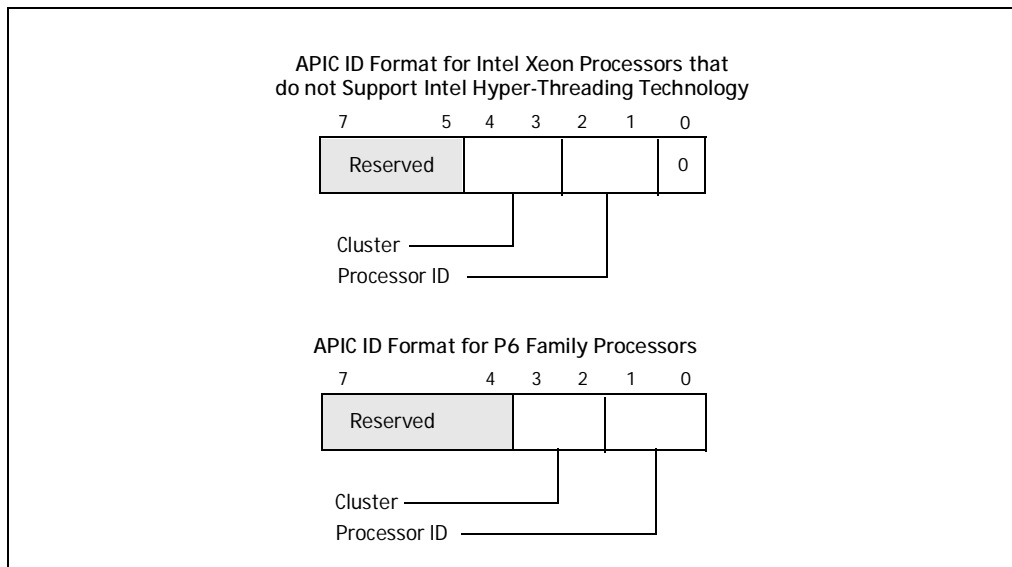 APIC ID Format for Intel Xeon Processors that
do not Support Intel Hyper-Threading Technology
7 5 4 3 2 1 0
Reserved 0
Cluster
Processor ID
APIC ID Format for P6 Family Processors
7 4 3 2 1 0
Reserved
Cluster
Processor ID